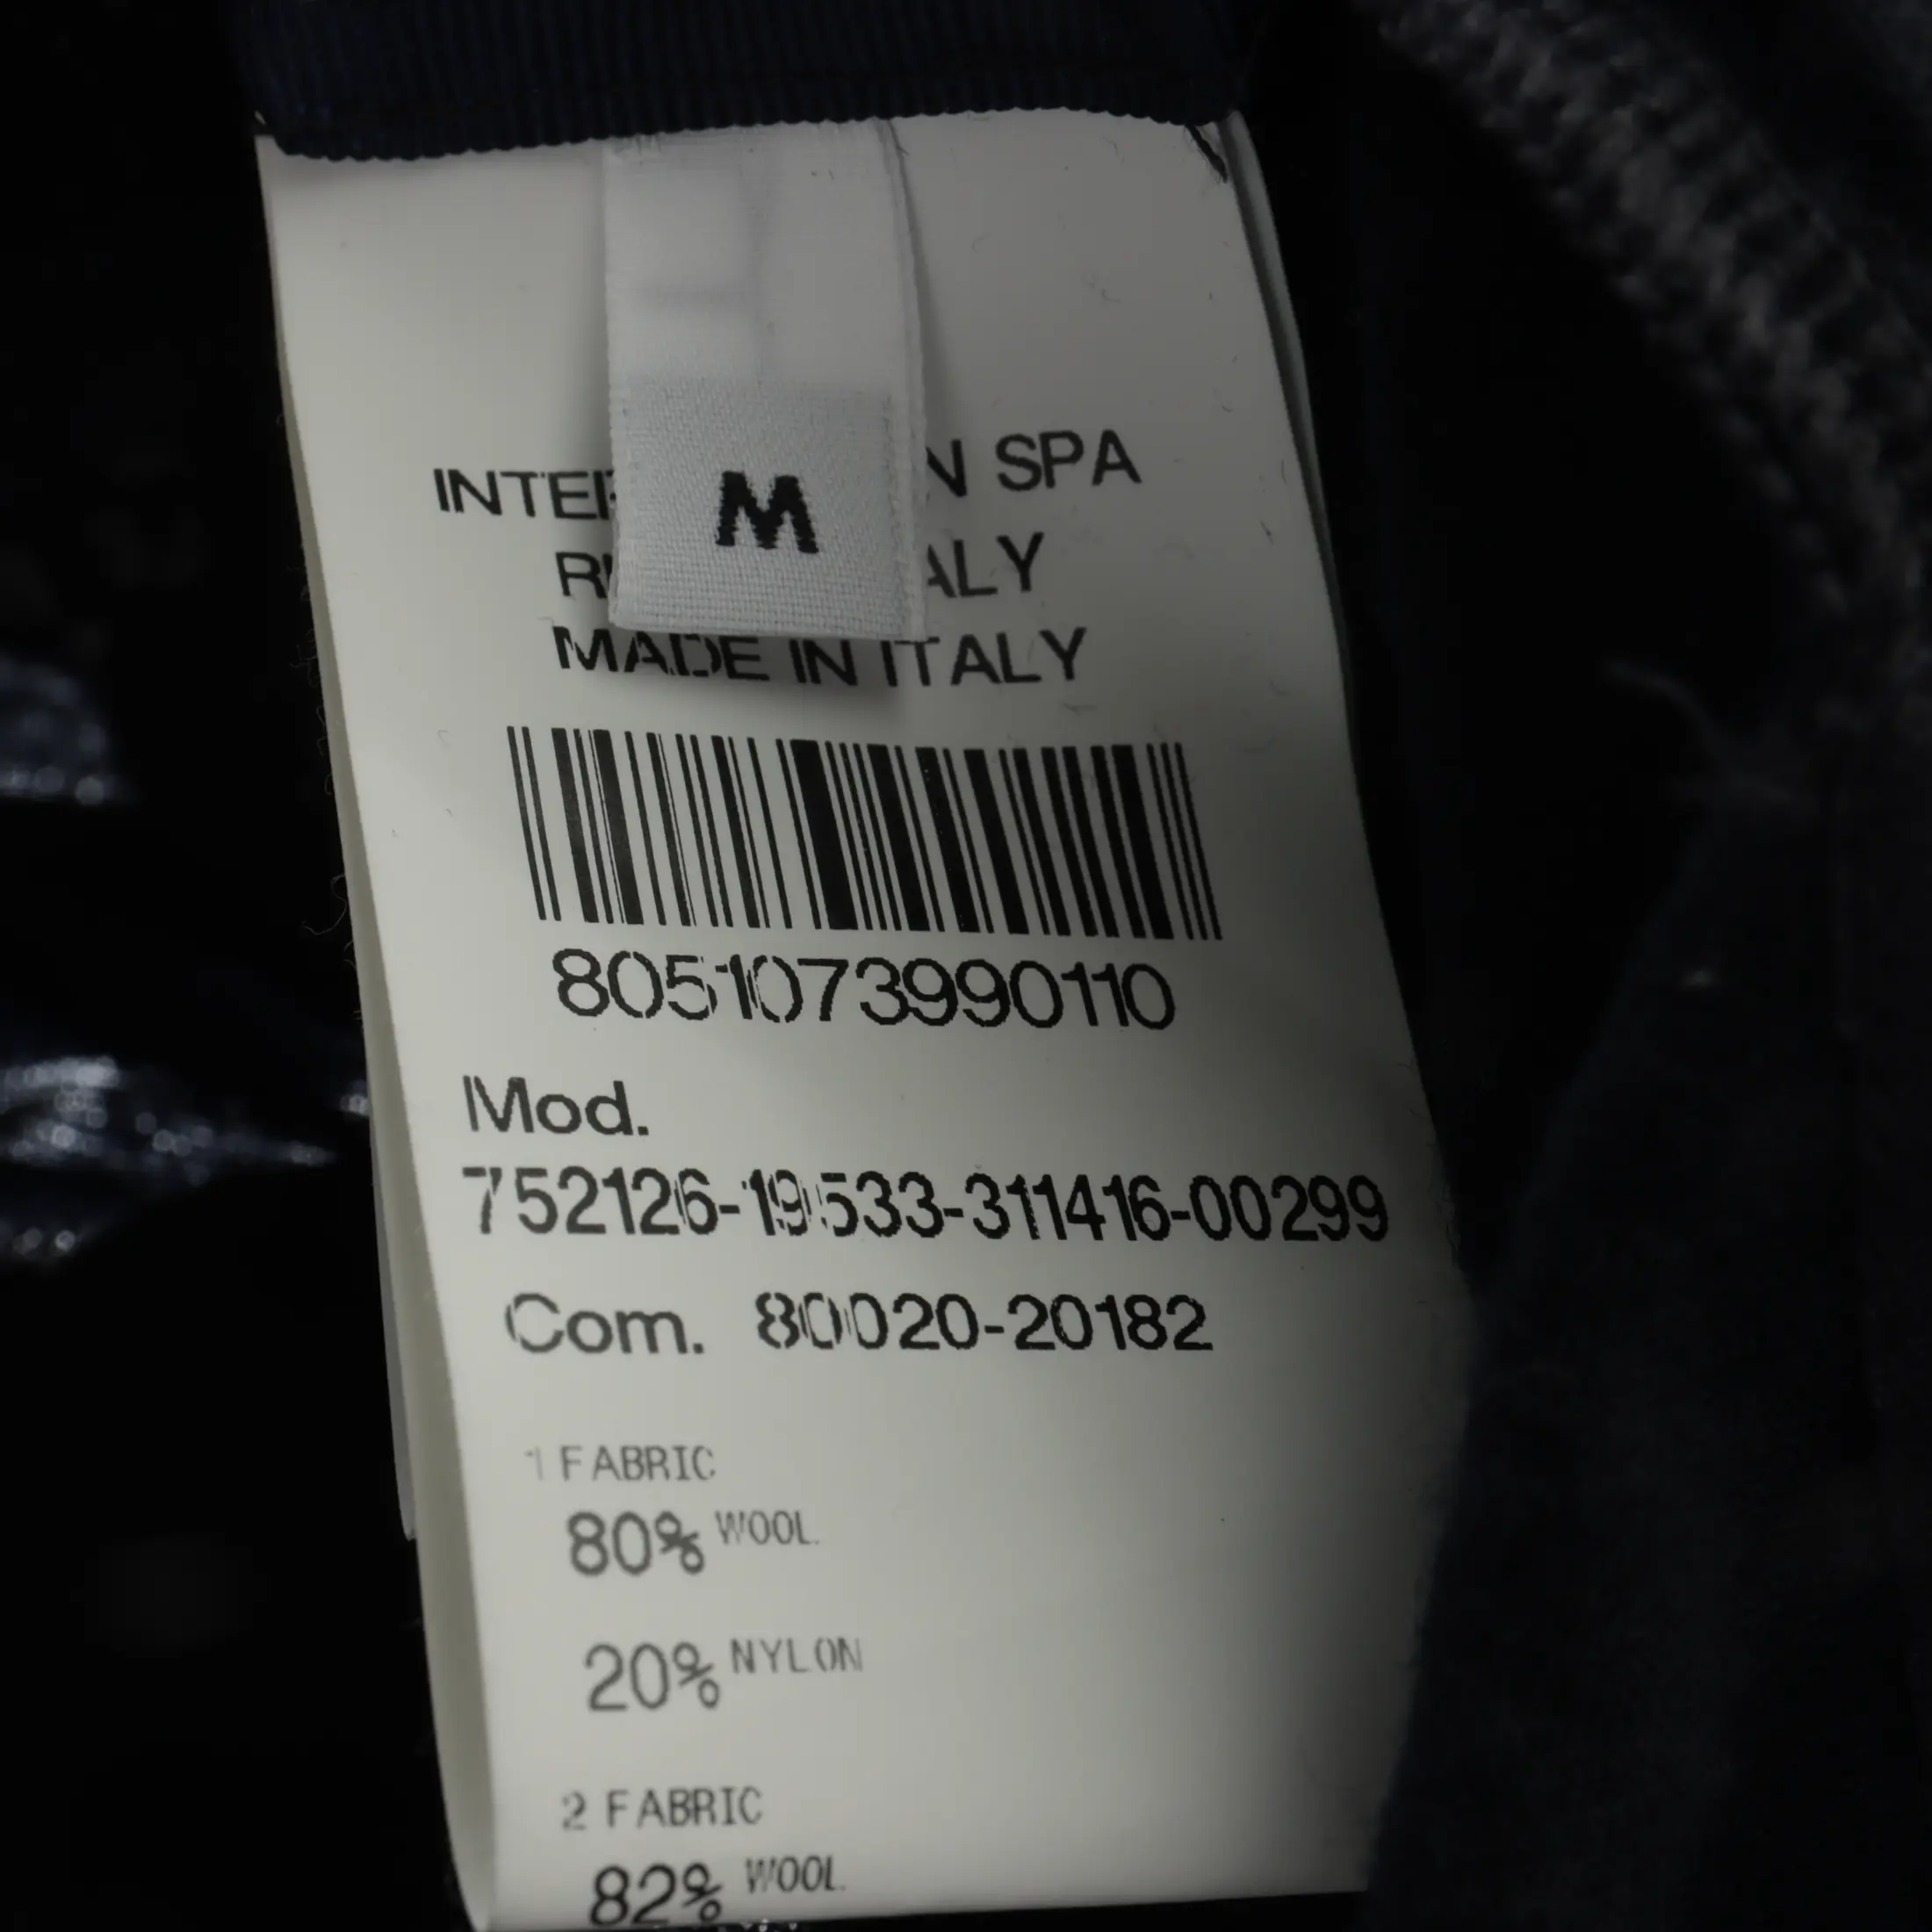 M
SPA
MADE IN ITALY
8051073990110
Mod.
752126-19533-311416-00299
Com. 80020-20182
1 FABRIC
80% WOOL
20% NYLON
2 FABRIC
82% WOOL